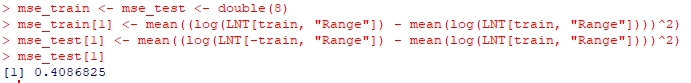 > mse_train <- mse_test <- double(8)
> mse_train[1] <- mean((log(LNT[train, "Range"]) - mean(log(LNT[train, "Range"])))^2)
> mse_test[1] <- mean((log(LNT[-train, "Range"]) - mean(log(LNT[train, "Range"])))^2)
> mse_test[1]
[1] 0.4086825